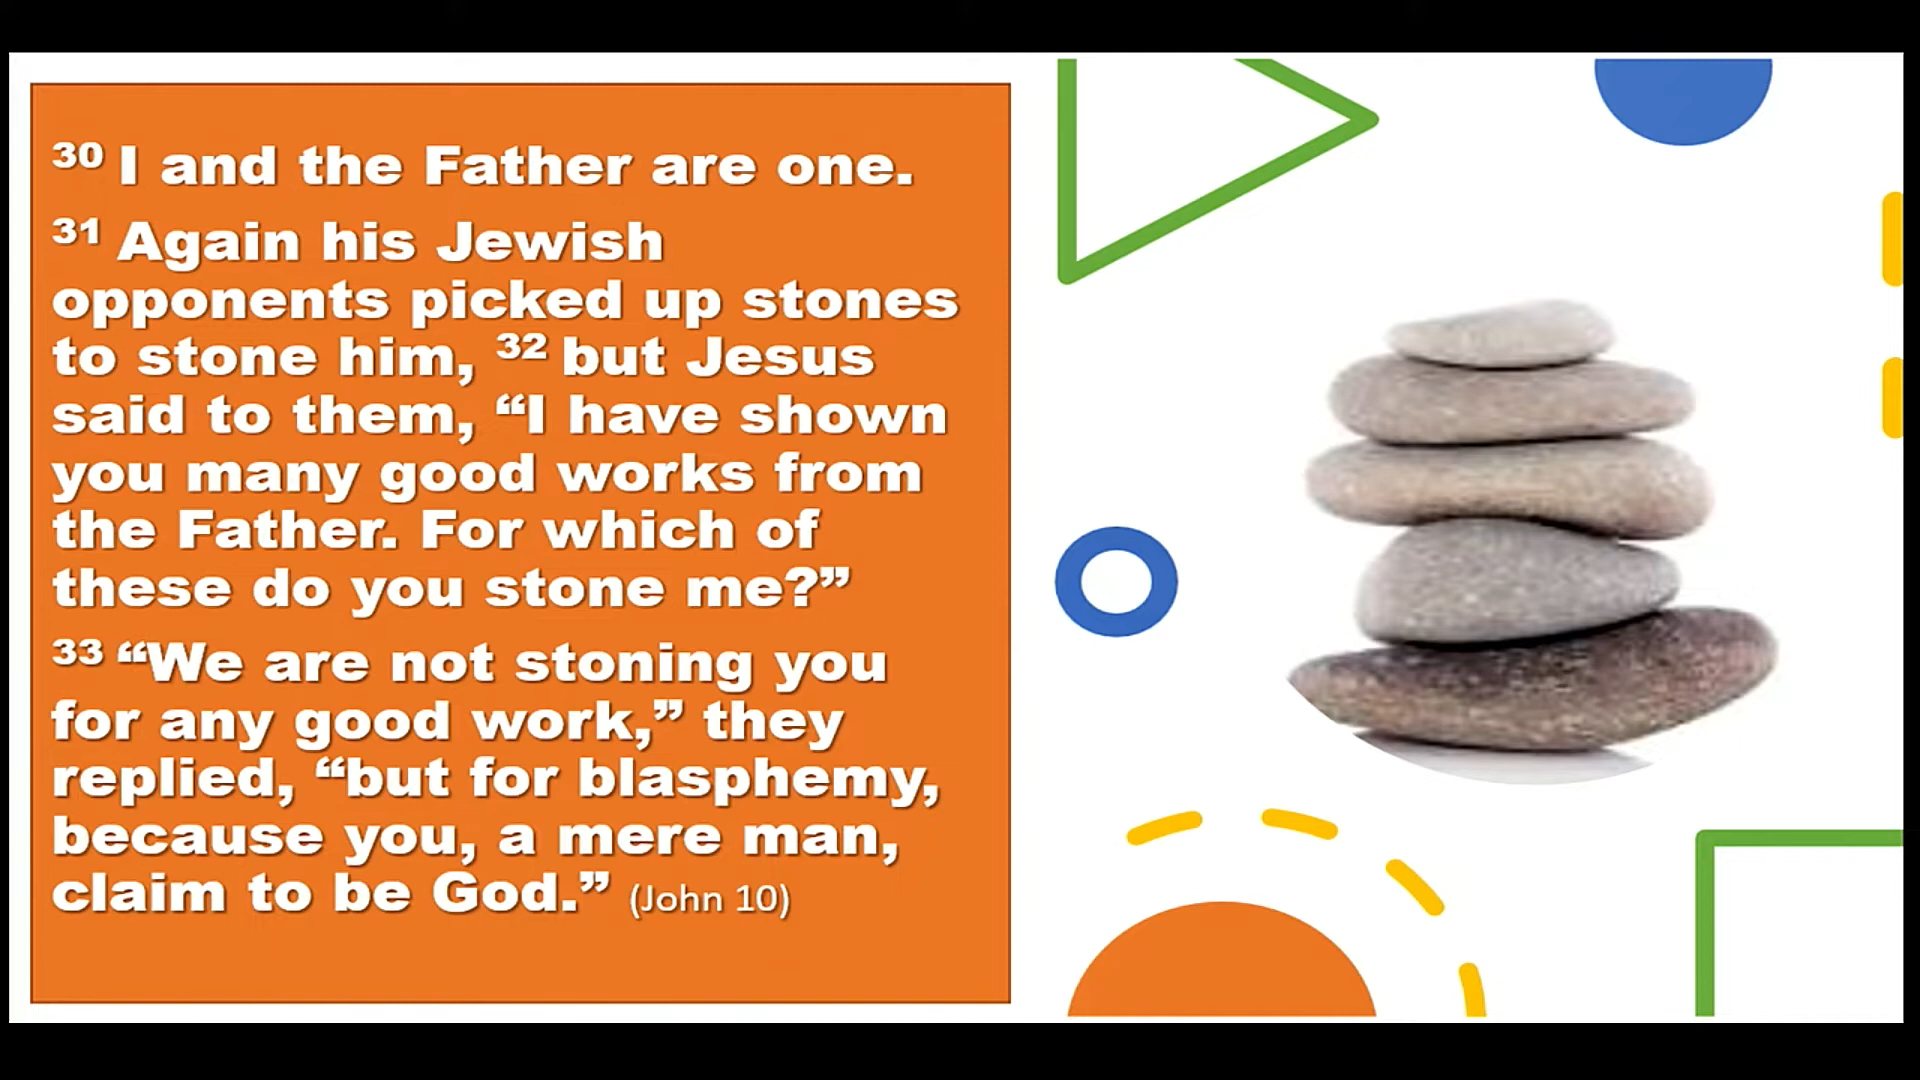 30 I and the Father are one.
31 Again his Jewish
opponents picked up stones
to stone him, 32 but Jesus
said to them, “I have shown
you many good works from
the Father. For which of
these do you stone me?”
33 “We are not stoning you
for any good work,” they
replied, “but for blasphemy,
because you, a mere man,
claim to be God.” (John 10)